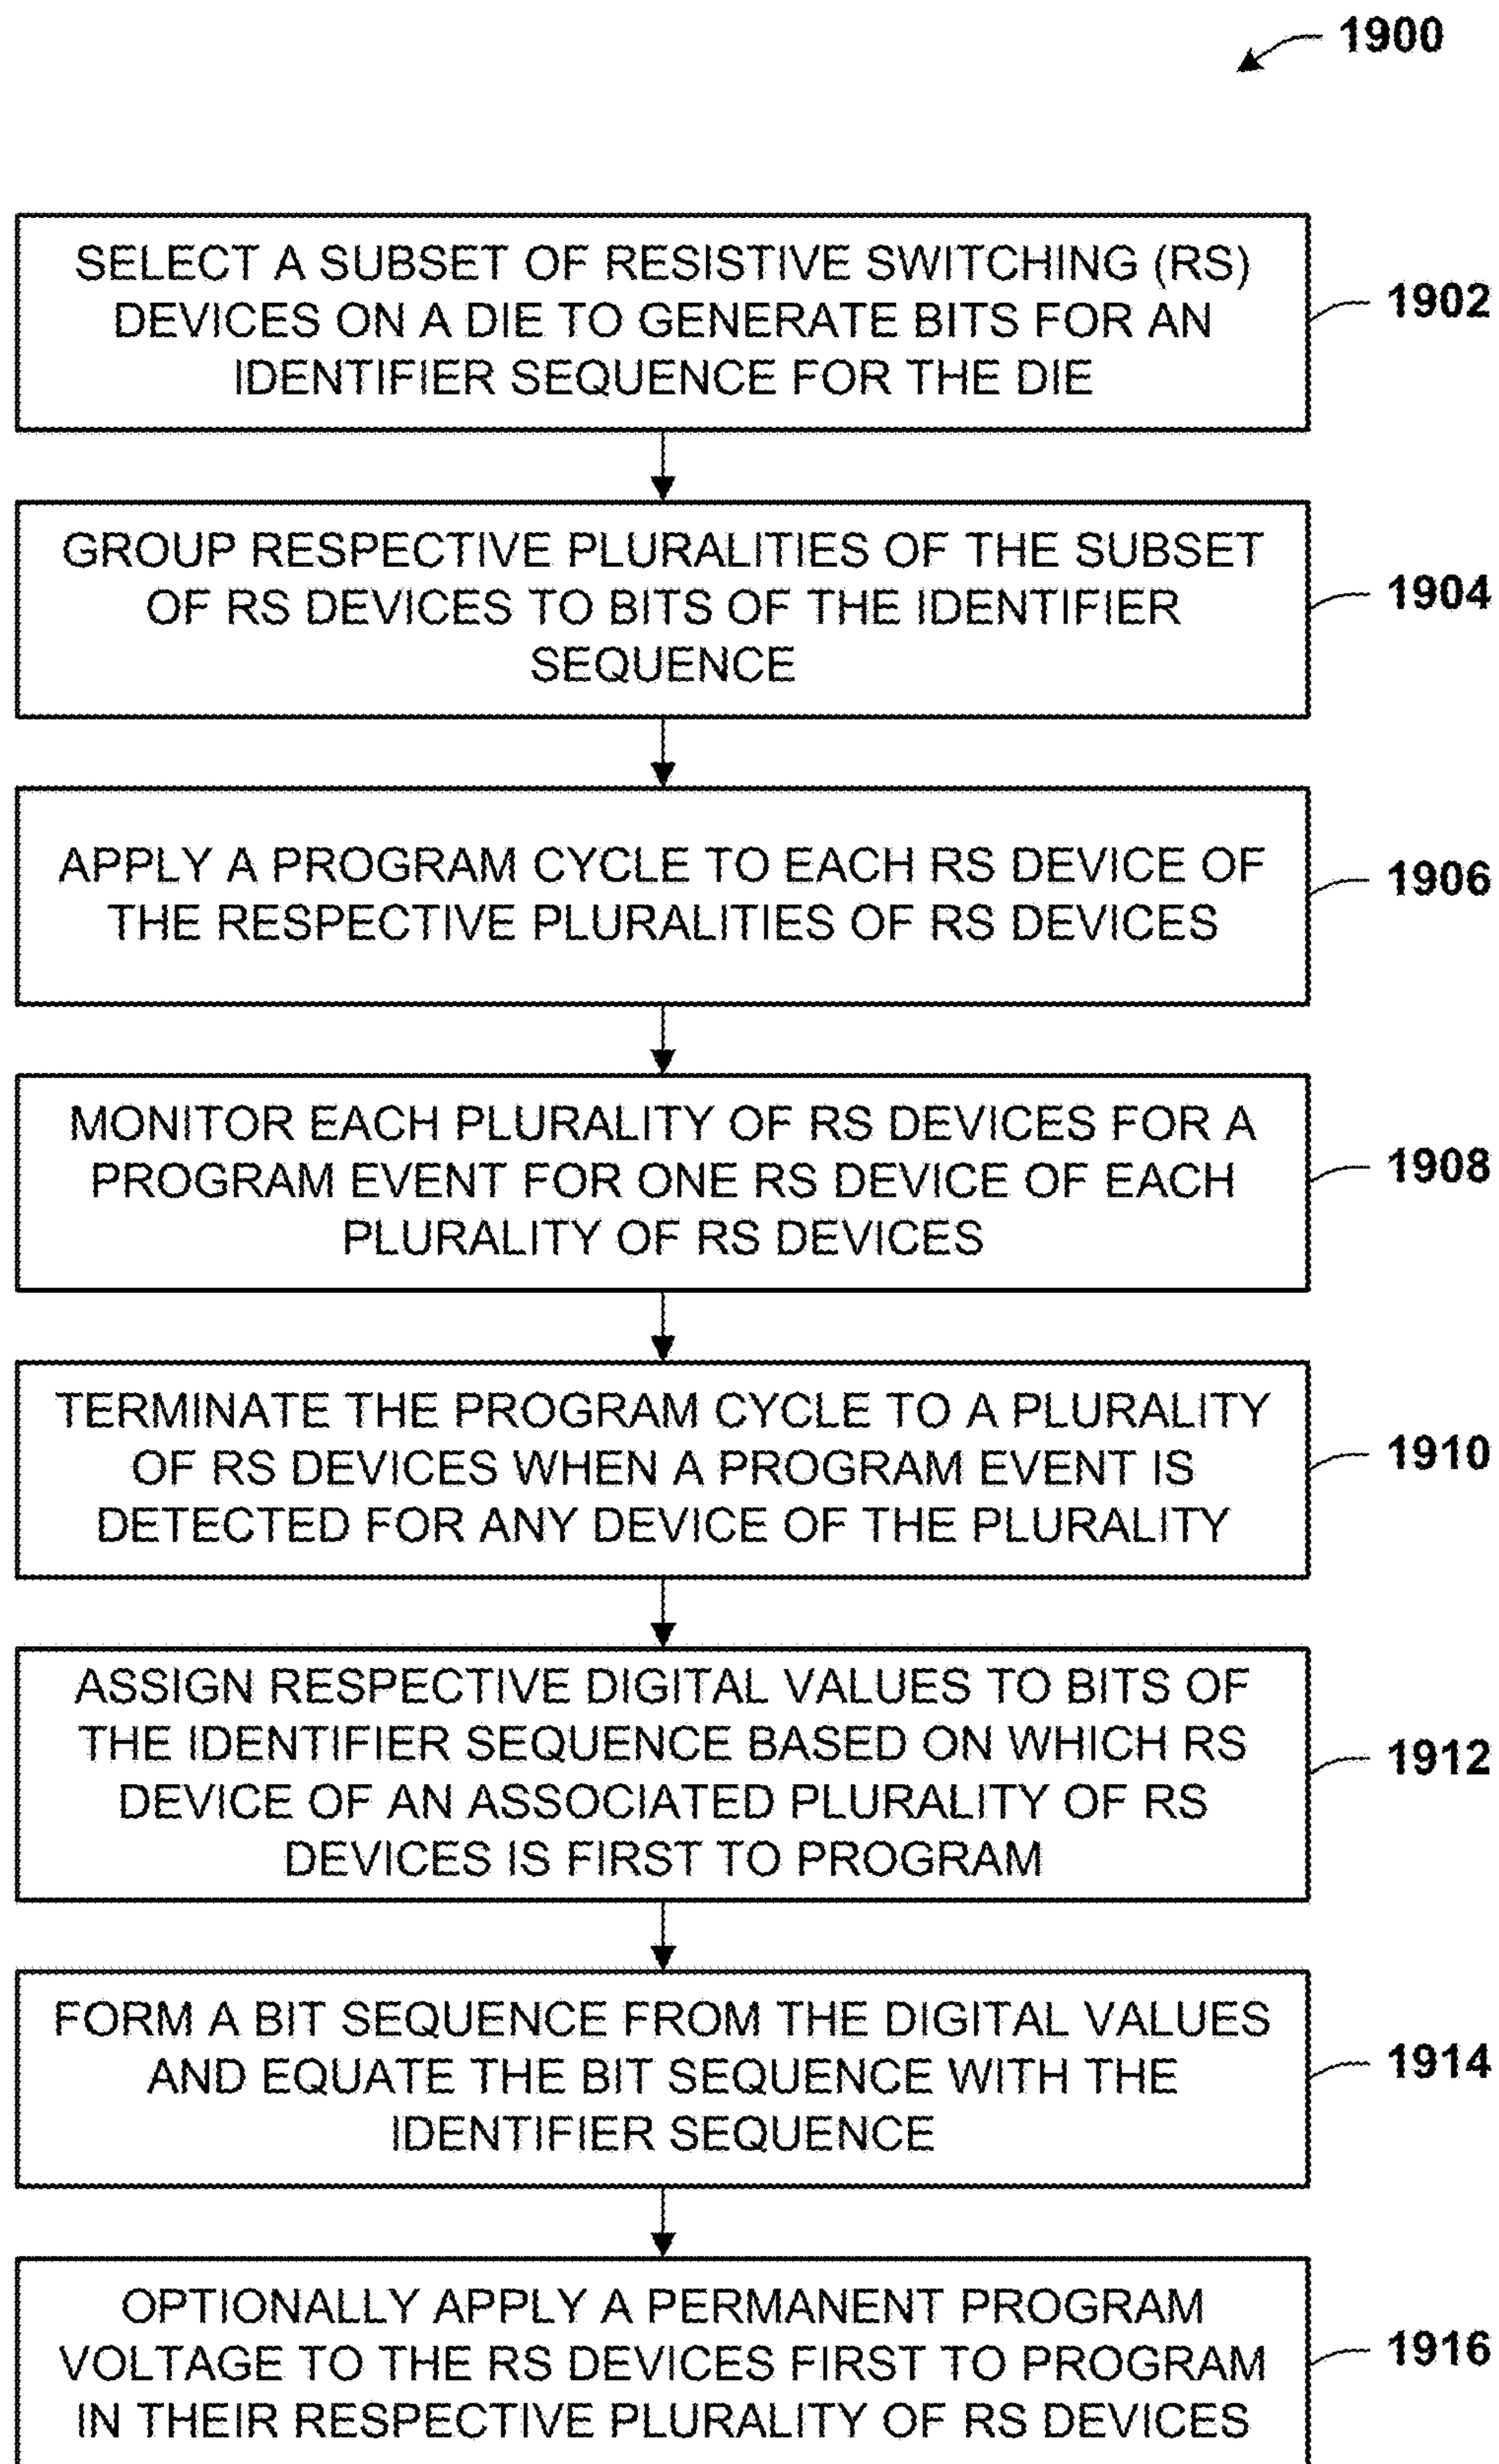 1900
SELECT A SUBSET OF RESISTIVE SWITCHING (RS)
DEVICES ON A DIE TO GENERATE BITS FOR AN
IDENTIFIER SEQUENCE FOR THE DIE
1902
GROUP RESPECTIVE PLURALITIES OF THE SUBSET
OF RS DEVICES TO BITS OF THE IDENTIFIER
SEQUENCE
1904
APPLY A PROGRAM CYCLE TO EACH RS DEVICE OF
THE RESPECTIVE PLURALITIES OF RS DEVICES
1906
MONITOR EACH PLURALITY OF RS DEVICES FOR A
PROGRAM EVENT FOR ONE RS DEVICE OF EACH
PLURALITY OF RS DEVICES
1908
TERMINATE THE PROGRAM CYCLE TO A PLURALITY
OF RS DEVICES WHEN A PROGRAM EVENT IS
DETECTED FOR ANY DEVICE OF THE PLURALITY
1910
ASSIGN RESPECTIVE DIGITAL VALUES TO BITS OF
THE IDENTIFIER SEQUENCE BASED ON WHICH RS
DEVICE OF AN ASSOCIATED PLURALITY OF RS
DEVICES IS FIRST TO PROGRAM
1912
FORM A BIT SEQUENCE FROM THE DIGITAL VALUES
AND EQUATE THE BIT SEQUENCE WITH THE
IDENTIFIER SEQUENCE
1914
OPTIONALLY APPLY A PERMANENT PROGRAM
VOLTAGE TO THE RS DEVICES FIRST TO PROGRAM
IN THEIR RESPECTIVE PLURALITY OF RS DEVICES
1916